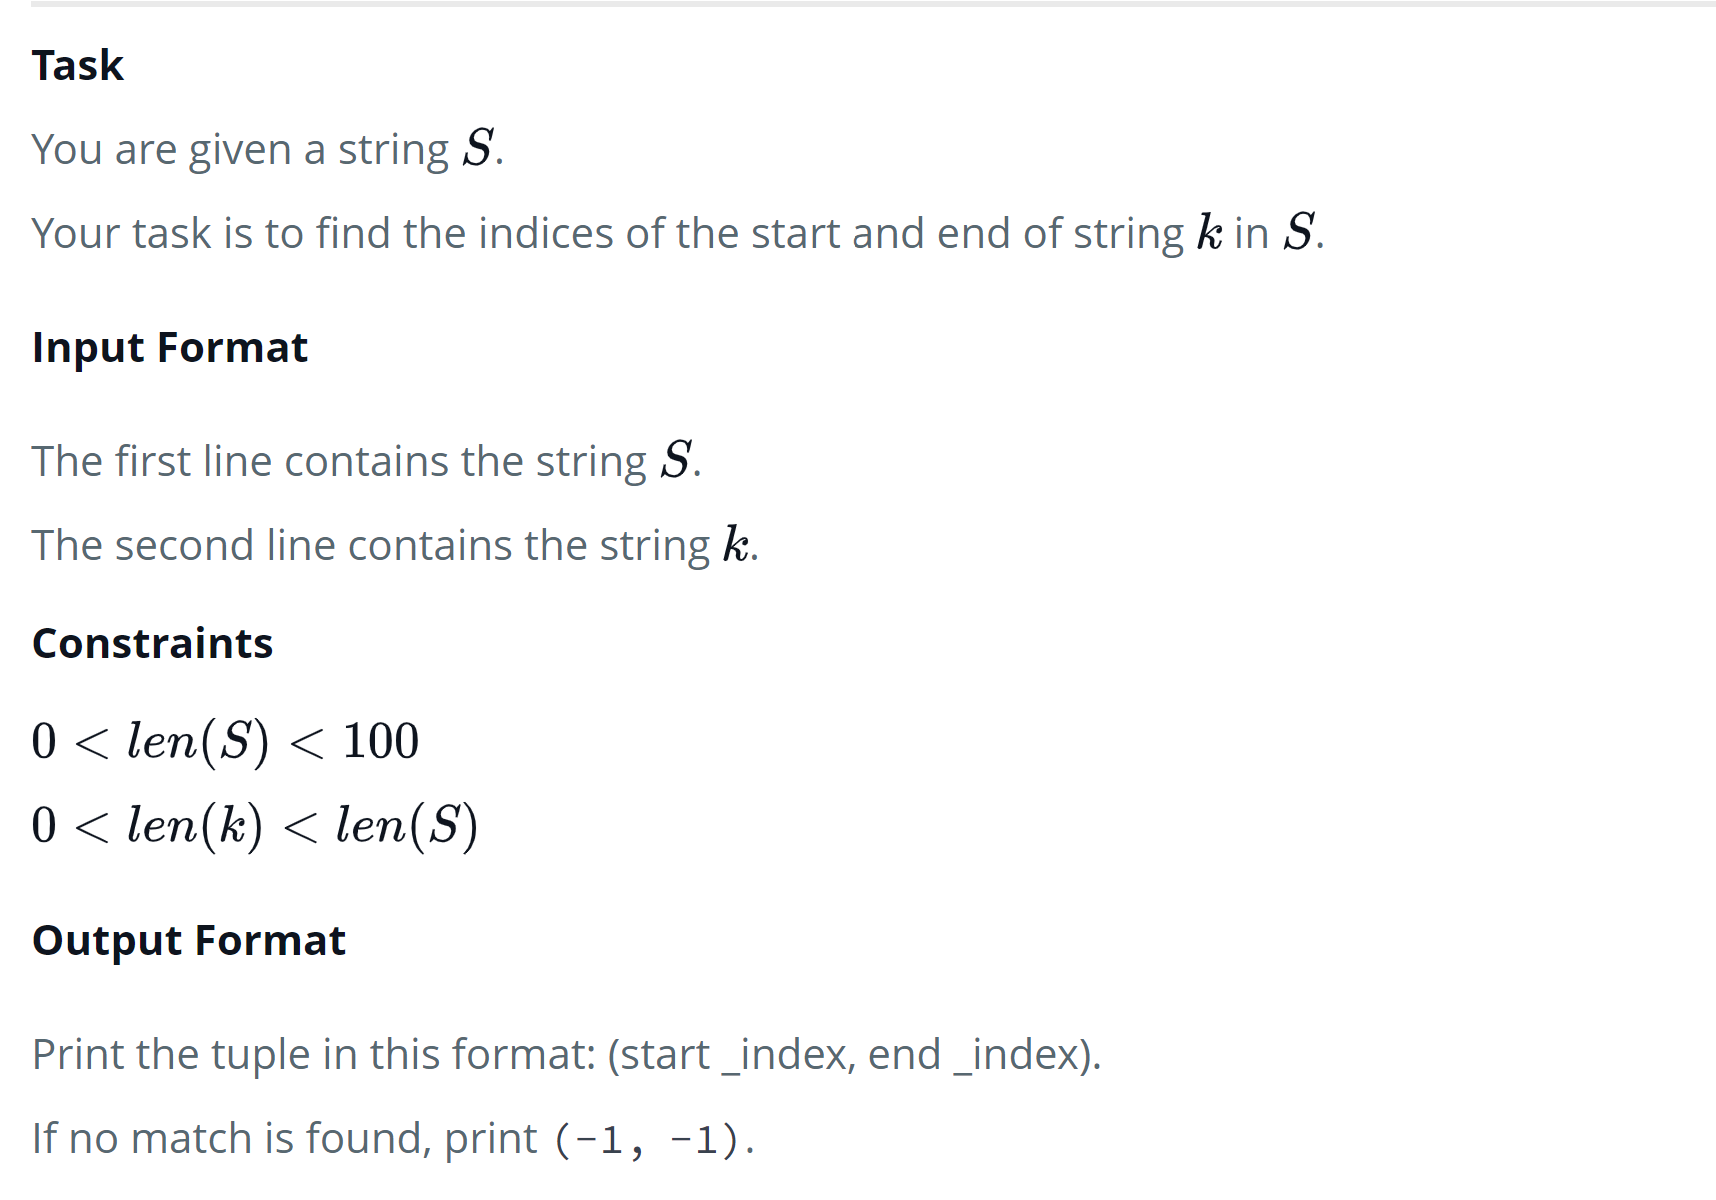 Task
You are given a string S.
Your task is to find the indices of the start and end of string k in S.
Input Format
The first line contains the string S.
The second line contains the string k.
Constraints
0 < len(S) < 100
0 < len(k) < len(S)
Output Format
Print the tuple in this format: (start _index, end _index).
If no match is found, print (-1, -1).